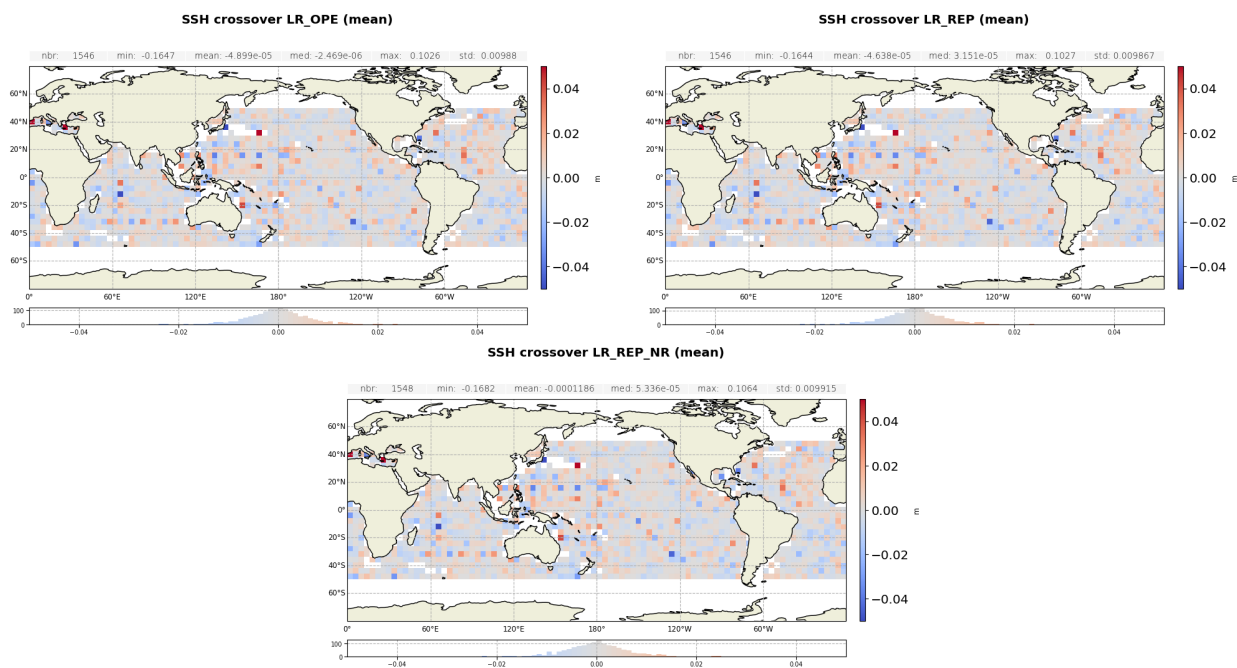 SSH crossover LR_OPE (mean)
nbr: 1546 min: -0.1647 mean: -4.899e-05 med: -2.469e-06 max: 0.1026 std: 0.00988
60°N
40°N
20°N
0°
20°S
40°S
60°S
0° 60°E 120°E 180° 120°W 60°W
0.04
0.02
0.00
−0.02
−0.04
m
100
0
−0.04 −0.02 0.00 0.02 0.04
SSH crossover LR_REP (mean)
nbr: 1546 min: -0.1644 mean: -4.638e-05 med: 3.151e-05 max: 0.1027 std: 0.009867
60°N
40°N
20°N
0°
20°S
40°S
60°S
0° 60°E 120°E 180° 120°W 60°W
0.04
0.02
0.00
−0.02
−0.04
m
100
0
−0.04 −0.02 0.00 0.02 0.04
SSH crossover LR_REP_NR (mean)
nbr: 1548 min: -0.1682 mean: -0.0001186 med: 5.336e-05 max: 0.1064 std: 0.009915
60°N
40°N
20°N
0°
20°S
40°S
60°S
0° 60°E 120°E 180° 120°W 60°W
0.04
0.02
0.00
−0.02
−0.04
m
100
0
−0.04 −0.02 0.00 0.02 0.04